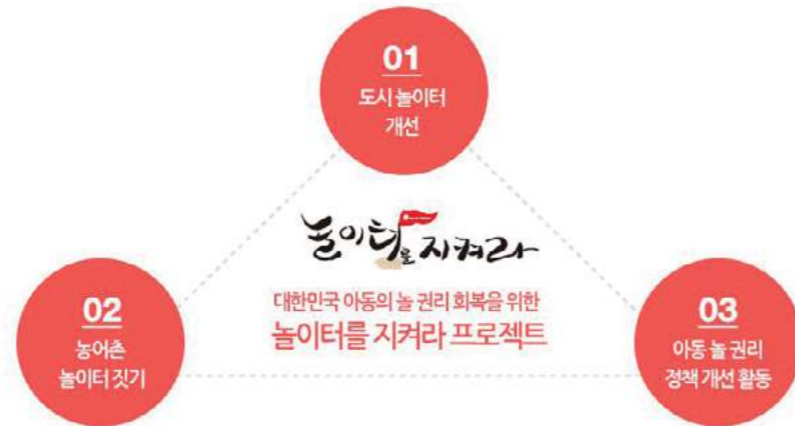 01
도시 놀이터
개선
놀이터를 지켜라
대한민국 아동의 놀 권리 회복을 위한
놀이터를 지켜라 프로젝트
02
농어촌
놀이터 짓기
03
아동 놀 권리
정책 개선 활동